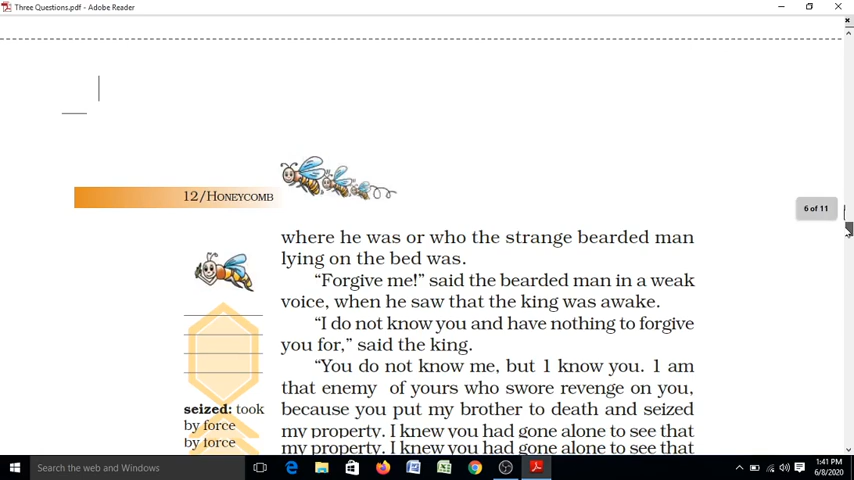 Three Questions.pdf - Adobe Reader
12/HONEYCOMB
6 of 11
where he was or who the strange bearded man
lying on the bed was.
“Forgive me!” said the bearded man in a weak
voice, when he saw that the king was awake.
“I do not know you and have nothing to forgive
you for,” said the king.
“You do not know me, but 1 know you. 1 am
that enemy of yours who swore revenge on you,
because you put my brother to death and seized
my property. I knew you had gone alone to see that
my property. I knew you had gone alone to see that
seized: took
by force
by force
Search the web and Windows
1:41 PM
6/8/2020